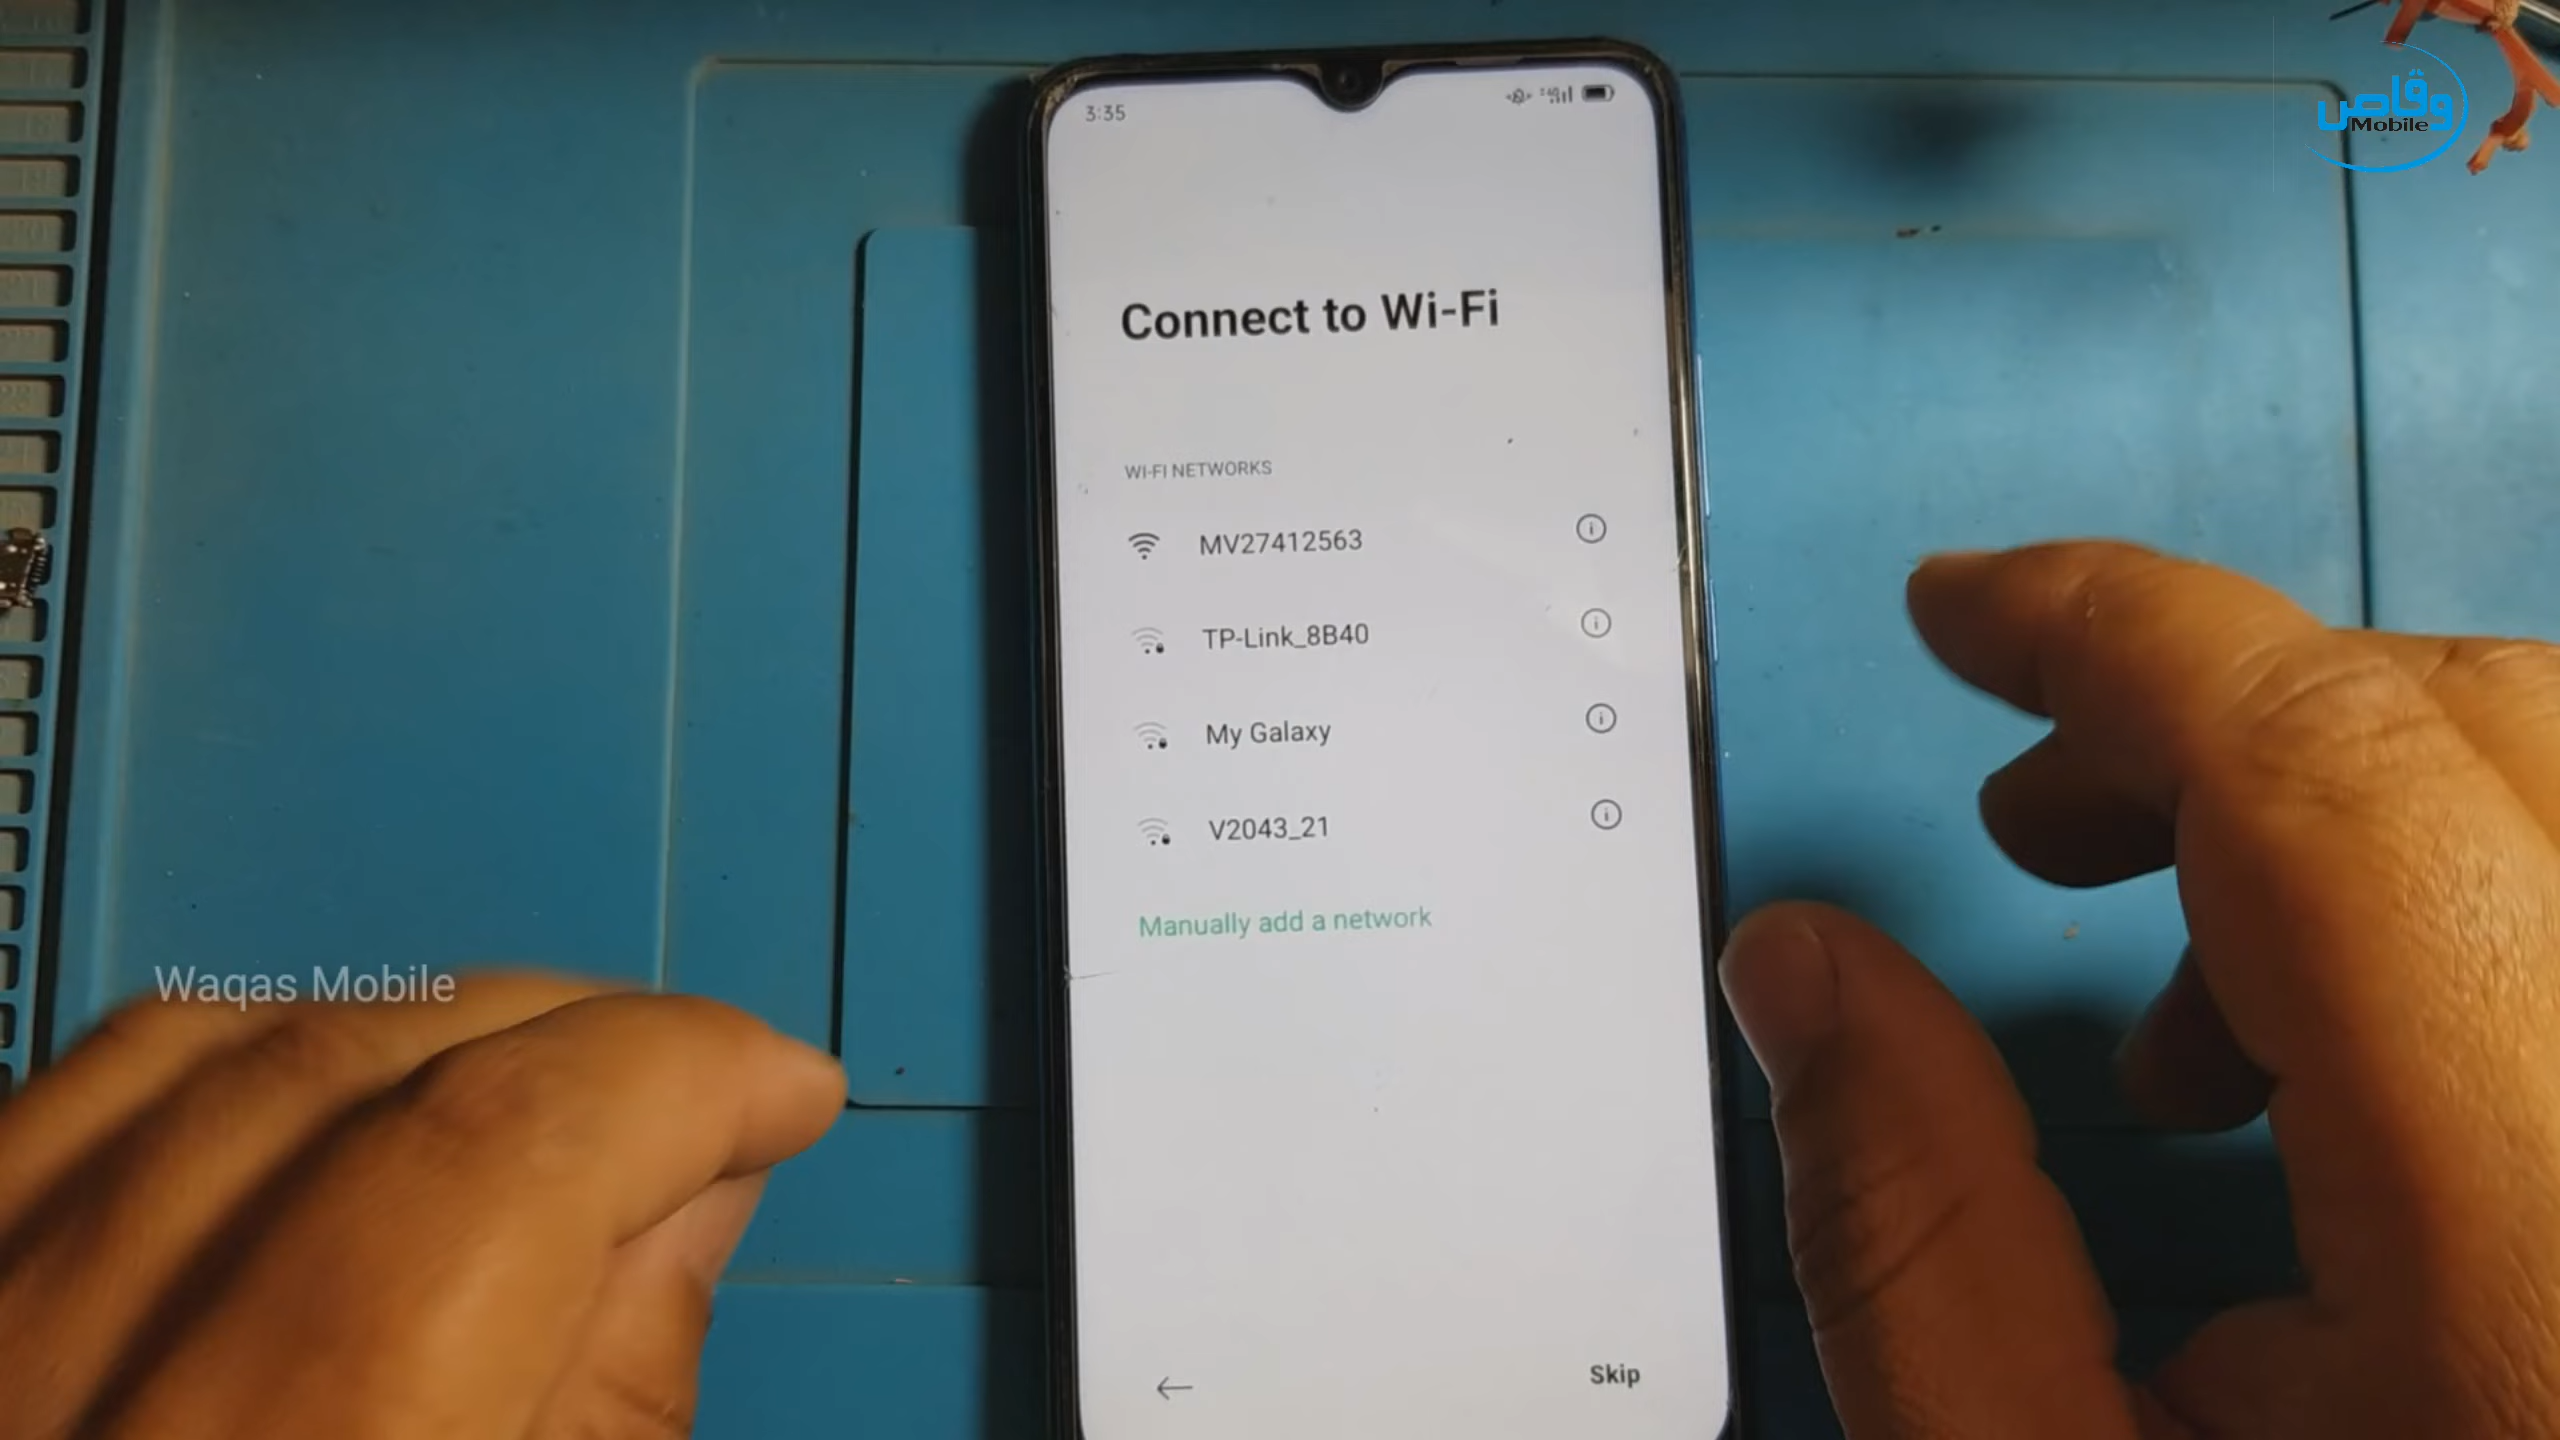 وقاص
Mobile
3:35
Connect to Wi-Fi
WI-FI NETWORKS
MV27412563
TP-Link_8B40
My Galaxy
V2043_21
Manually add a network
Waqas Mobile
Skip